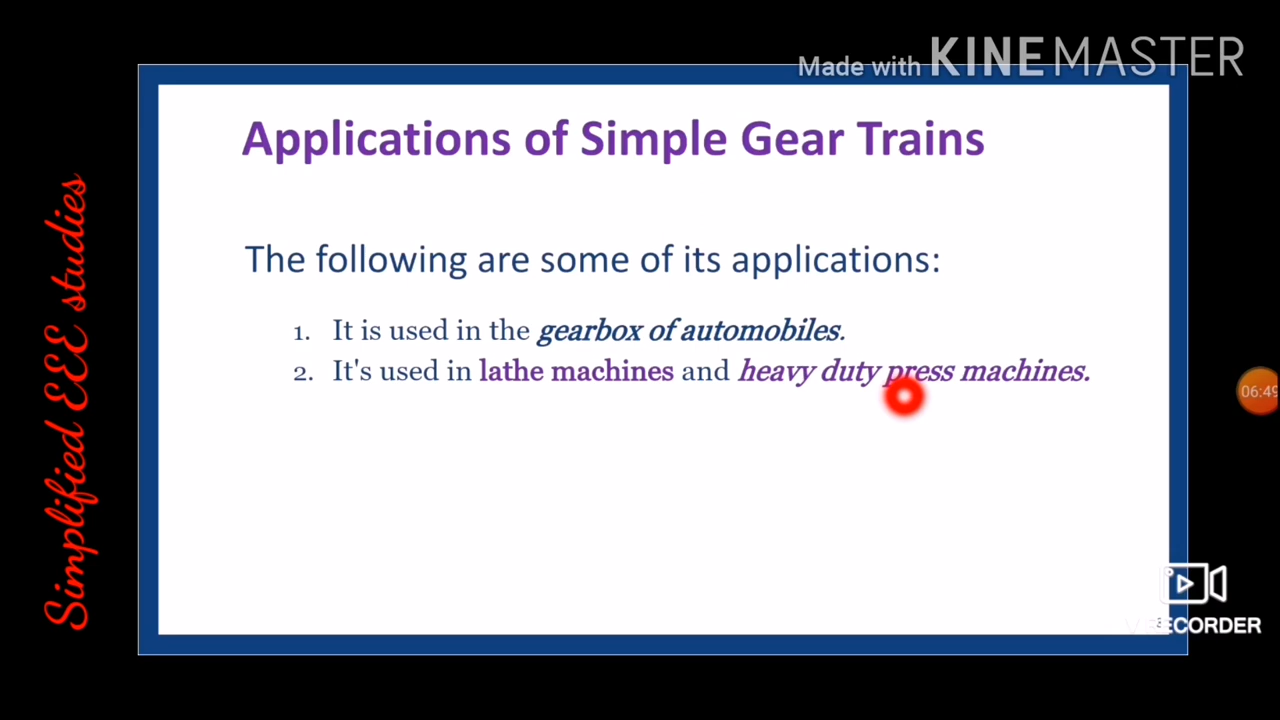 Made with KINEMASTER
Applications of Simple Gear Trains
The following are some of its applications:
1. It is used in the gearbox of automobiles.
2. It's used in lathe machines and heavy duty press machines.
Simplified EEE studies
06:49
RECORDER